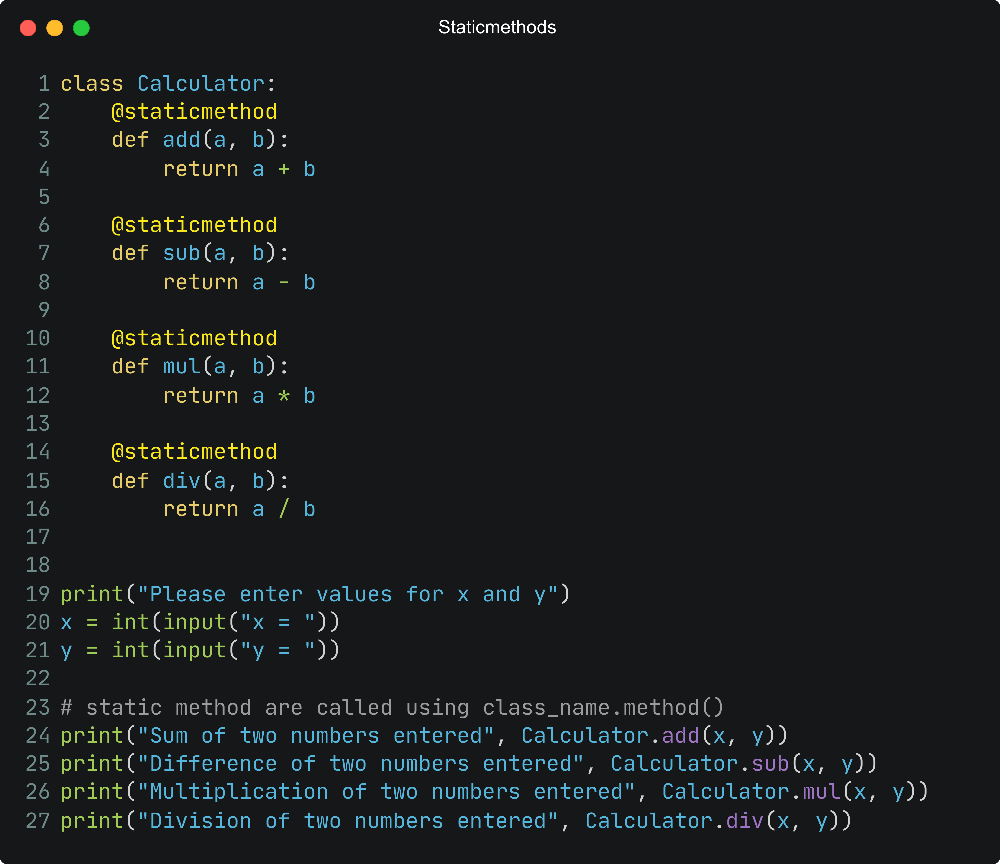 Staticmethods
1 class Calculator:
2     @staticmethod
3     def add(a, b):
4         return a + b
5
6     @staticmethod
7     def sub(a, b):
8         return a - b
9
10     @staticmethod
11     def mul(a, b):
12         return a * b
13
14     @staticmethod
15     def div(a, b):
16         return a / b
17
18
19 print("Please enter values for x and y")
20 x = int(input("x = "))
21 y = int(input("y = "))
22
23 # static method are called using class_name.method()
24 print("Sum of two numbers entered", Calculator.add(x, y))
25 print("Difference of two numbers entered", Calculator.sub(x, y))
26 print("Multiplication of two numbers entered", Calculator.mul(x, y))
27 print("Division of two numbers entered", Calculator.div(x, y))